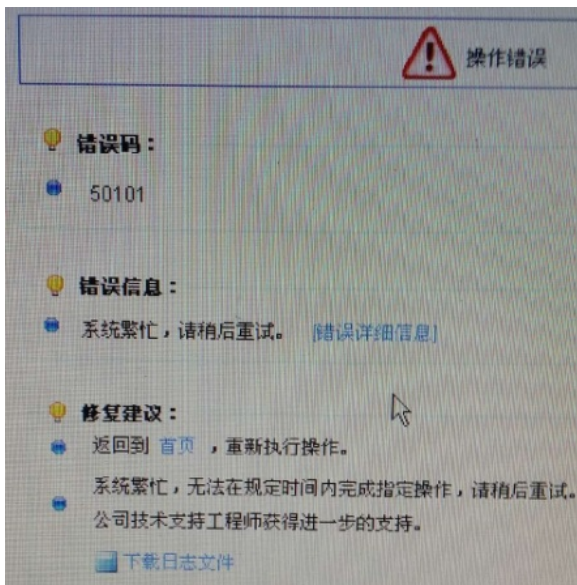 操作错误
错误码：
50101
错误信息：
系统繁忙，请稍后重试。 [错误详细信息]
修复建议：
返回到 首页 ，重新执行操作。
系统繁忙，无法在规定时间内完成指定操作，请稍后重试。
公司技术支持工程师获得进一步的支持。
下载日志文件